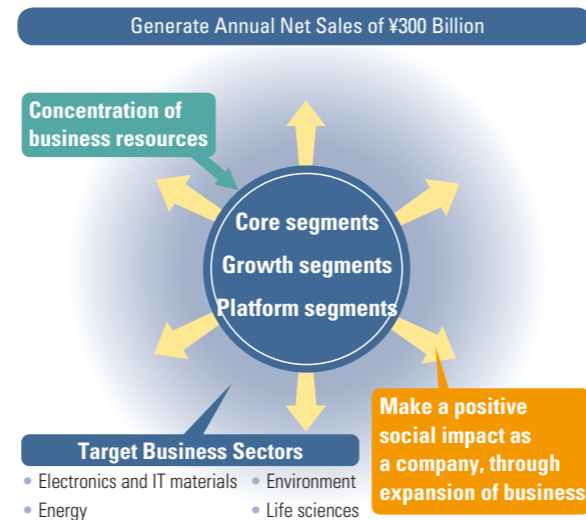 Generate Annual Net Sales of ¥300 Billion
Concentration of
business resources
Core segments
Growth segments
Platform segments
Make a positive
social impact as
a company, through
expansion of business
Target Business Sectors
• Electronics and IT materials
• Energy
• Environment
• Life sciences